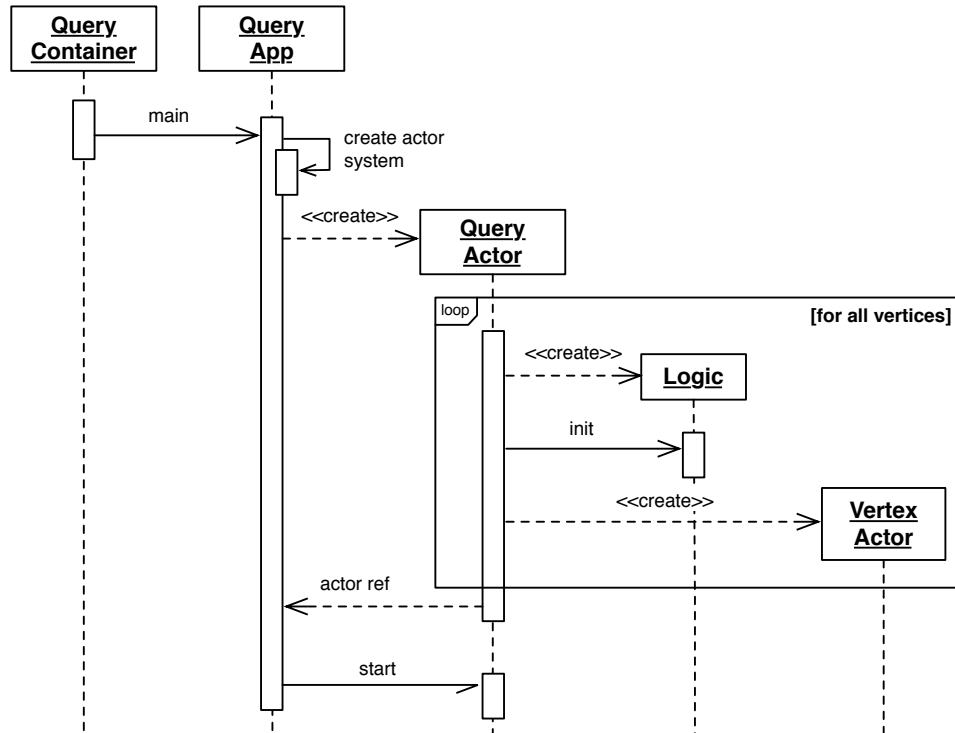 Query
Container
Query
App
main
create actor
system
<<create>>
Query
Actor
loop
[for all vertices]
<<create>>
Logic
init
<<create>>
Vertex
Actor
actor ref
start